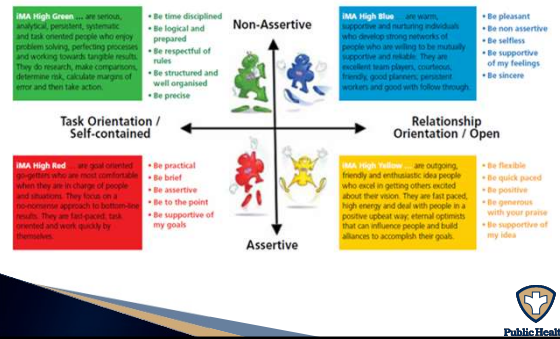 iMA High Green ... are serious,
analytical, persistent, systematic
and task oriented people who enjoy
problem solving, perfecting processes
and working towards tangible results.
They do research, make comparisons,
determine risk, calculate margins of
error and then take action.
• Be time disciplined
• Be logical and
prepared
• Be respectful of
rules
• Be structured and
well organised
• Be precise
Non-Assertive
iMA High Blue are warm,
supportive and nurturing individuals
who develop strong networks of
people who are willing to be mutually
supportive and reliable. They are
excellent team players, courteous,
friendly, good planners, persistent
workers and good with follow through.
• Be pleasant
• Be non assertive
• Be selfless
• Be supportive
of my feelings
• Be sincere
Task Orientation /
Self-contained
Relationship
Orientation / Open
iMA High Red ... are goal oriented
go-getters who are most comfortable
when they are in charge of people
and situations. They focus on a
no-nonsense approach to bottom-line
results. They are fast-paced, task
oriented and work quickly by
themselves.
• Be practical
• Be brief
• Be assertive
• Be to the point
• Be supportive of
my goals
Assertive
iMA High Yellow ... are outgoing,
friendly and enthusiastic idea people
who excel in getting others excited
about their vision. They are fast paced,
high energy and deal with people in a
positive upbeat way; eternal optimists
that can influence people and build
alliances to accomplish their goals.
• Be flexible
• Be quick paced
• Be positive
• Be generous
with your praise
• Be supportive of
my idea
Public Healt